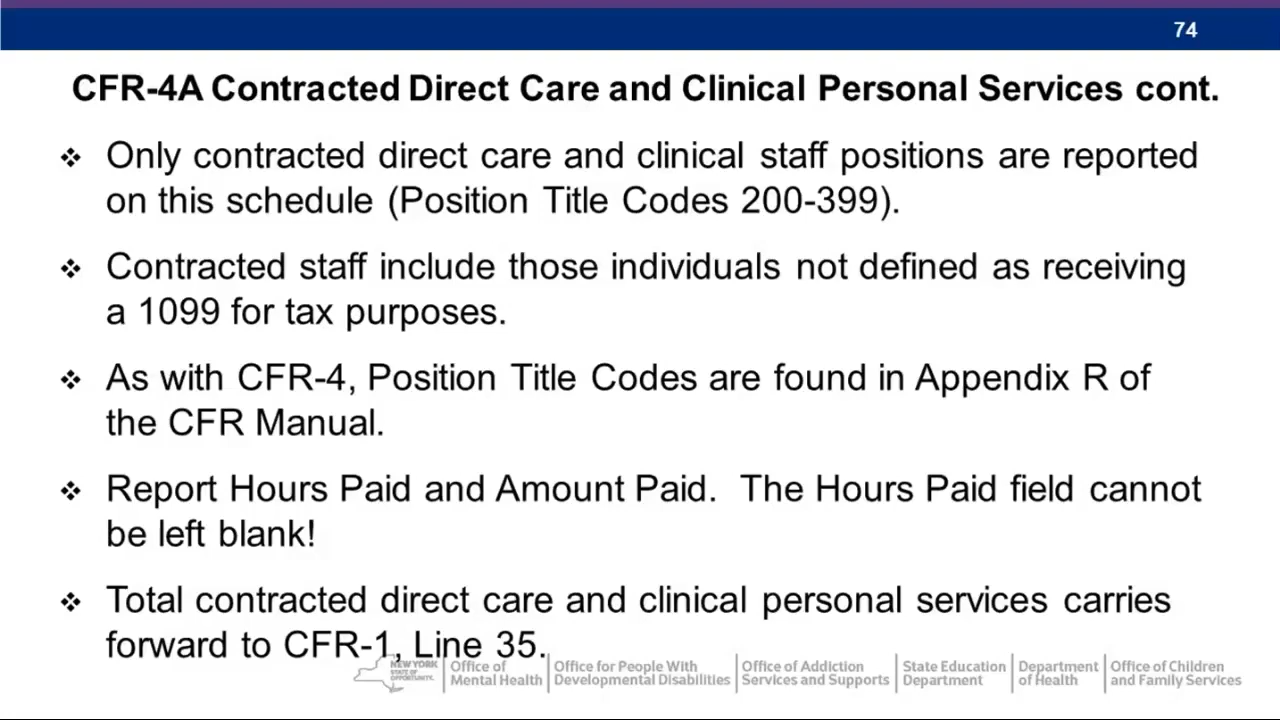 74
CFR-4A Contracted Direct Care and Clinical Personal Services cont.
❖ Only contracted direct care and clinical staff positions are reported
on this schedule (Position Title Codes 200-399).
❖ Contracted staff include those individuals not defined as receiving
a 1099 for tax purposes.
❖ As with CFR-4, Position Title Codes are found in Appendix R of
the CFR Manual.
❖ Report Hours Paid and Amount Paid.  The Hours Paid field cannot
be left blank!
❖ Total contracted direct care and clinical personal services carries
forward to CFR-1, Line 35.
NEW YORK
STATE OF
OPPORTUNITY.
Office of
Mental Health
Office for People With
Developmental Disabilities
Office of Addiction
Services and Supports
State Education
Department
Department
of Health
Office of Children
and Family Services